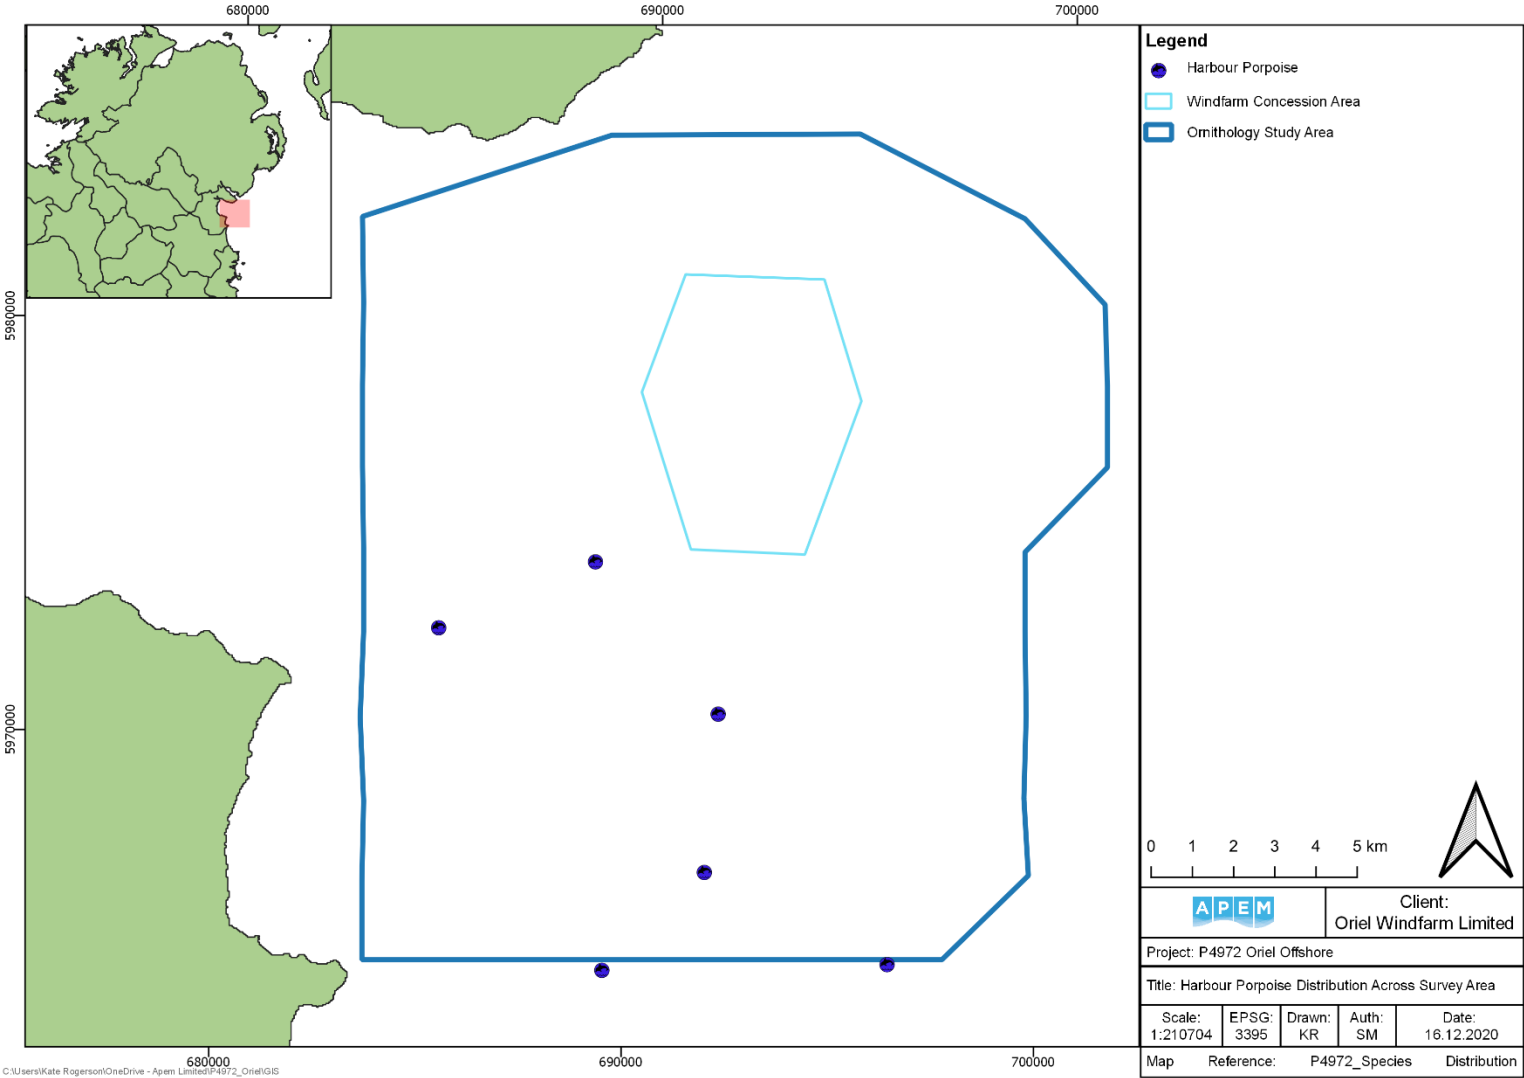 680000
690000
700000
5980000
5970000
680000
690000
700000
Legend
Harbour Porpoise
Windfarm Concession Area
Ornithology Study Area
0 1 2 3 4 5 km
APEM
Client:
Oriel Windfarm Limited
Project: P4972 Oriel Offshore
Title: Harbour Porpoise Distribution Across Survey Area
Scale:
1:210704
EPSG:
3395
Drawn:
KR
Auth:
SM
Date:
16.12.2020
Map Reference: P4972_Species Distribution
C:\Users\Kate Rogerson\OneDrive - Apem Limited\P4972_Oriel\GIS